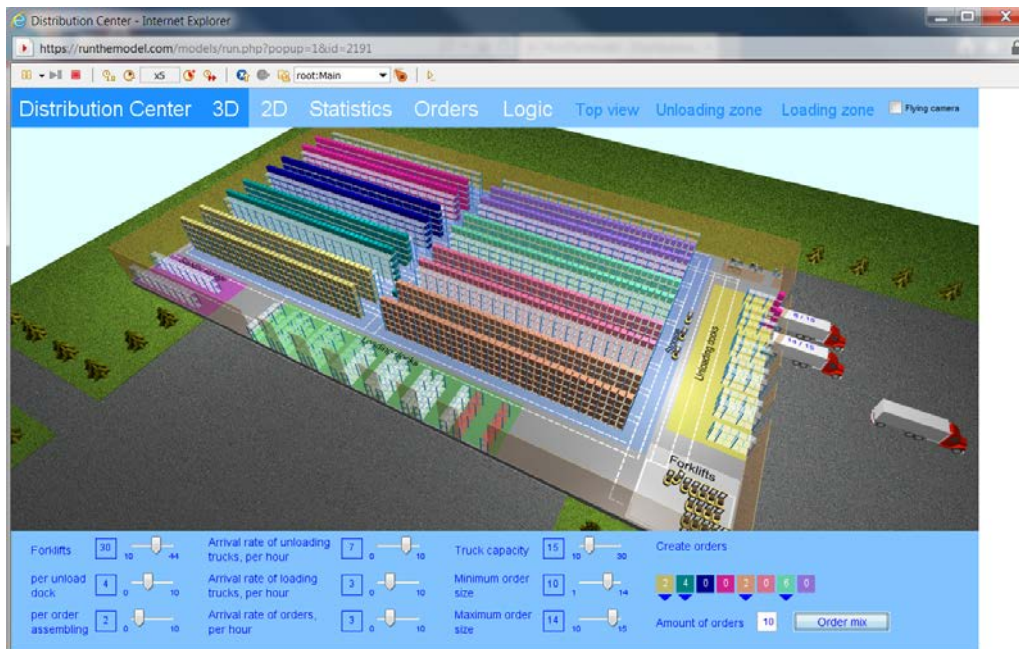 Distribution Center - Internet Explorer
https://runthemodel.com/models/run.php?popup=1&id=2191
x5 root:Main
Distribution Center 3D 2D Statistics Orders Logic Top view Unloading zone Loading zone Flying camera
Unloading docks
Forklifts
Forklifts 30 10 44
Arrival rate of unloading trucks, per hour 7 0 10
Truck capacity 15 10 30
Create orders
per unload dock 4 0 10
Arrival rate of loading trucks, per hour 3 0 10
Minimum order size 10 1 14
2 4 0 0 2 0 6 0
per order assembling 2 0 10
Arrival rate of orders, per hour 3 0 10
Maximum order size 14 10 15
Amount of orders 10 Order mix